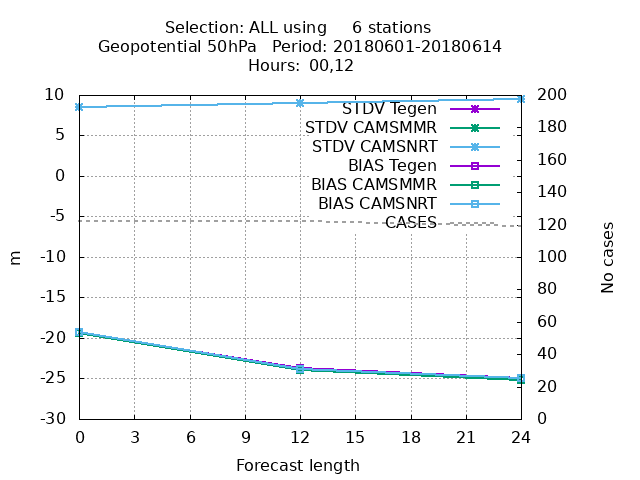 Selection: ALL using     6 stations
Geopotential 50hPa   Period: 20180601-20180614
Hours: 00,12
10
5
0
-5
-10
-15
-20
-25
-30
m
200
180
160
140
120
100
80
60
40
20
0
No cases
STDV Tegen
STDV CAMSMMR
STDV CAMSNRT
BIAS Tegen
BIAS CAMSMMR
BIAS CAMSNRT
CASES
0 3 6 9 12 15 18 21 24
Forecast length